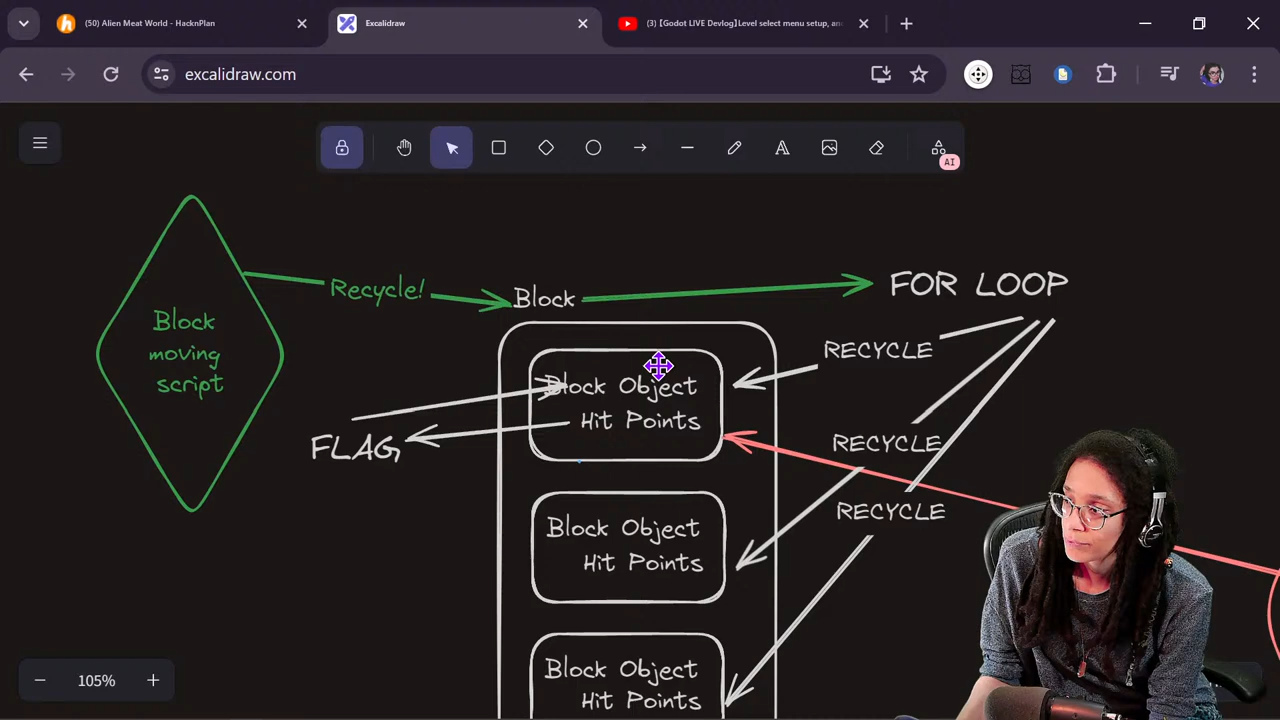 (50) Alien Meat World - HacknPlan
Excalidraw
(3) 【Godot LIVE Devlog】Level select menu setup, an
excalidraw.com
AI
Recycle!
Block
FOR LOOP
Block
moving
script
RECYCLE
Block Object
Hit Points
FLAG
RECYCLE
RECYCLE
Block Object
Hit Points
Block Object
Hit Points
105%